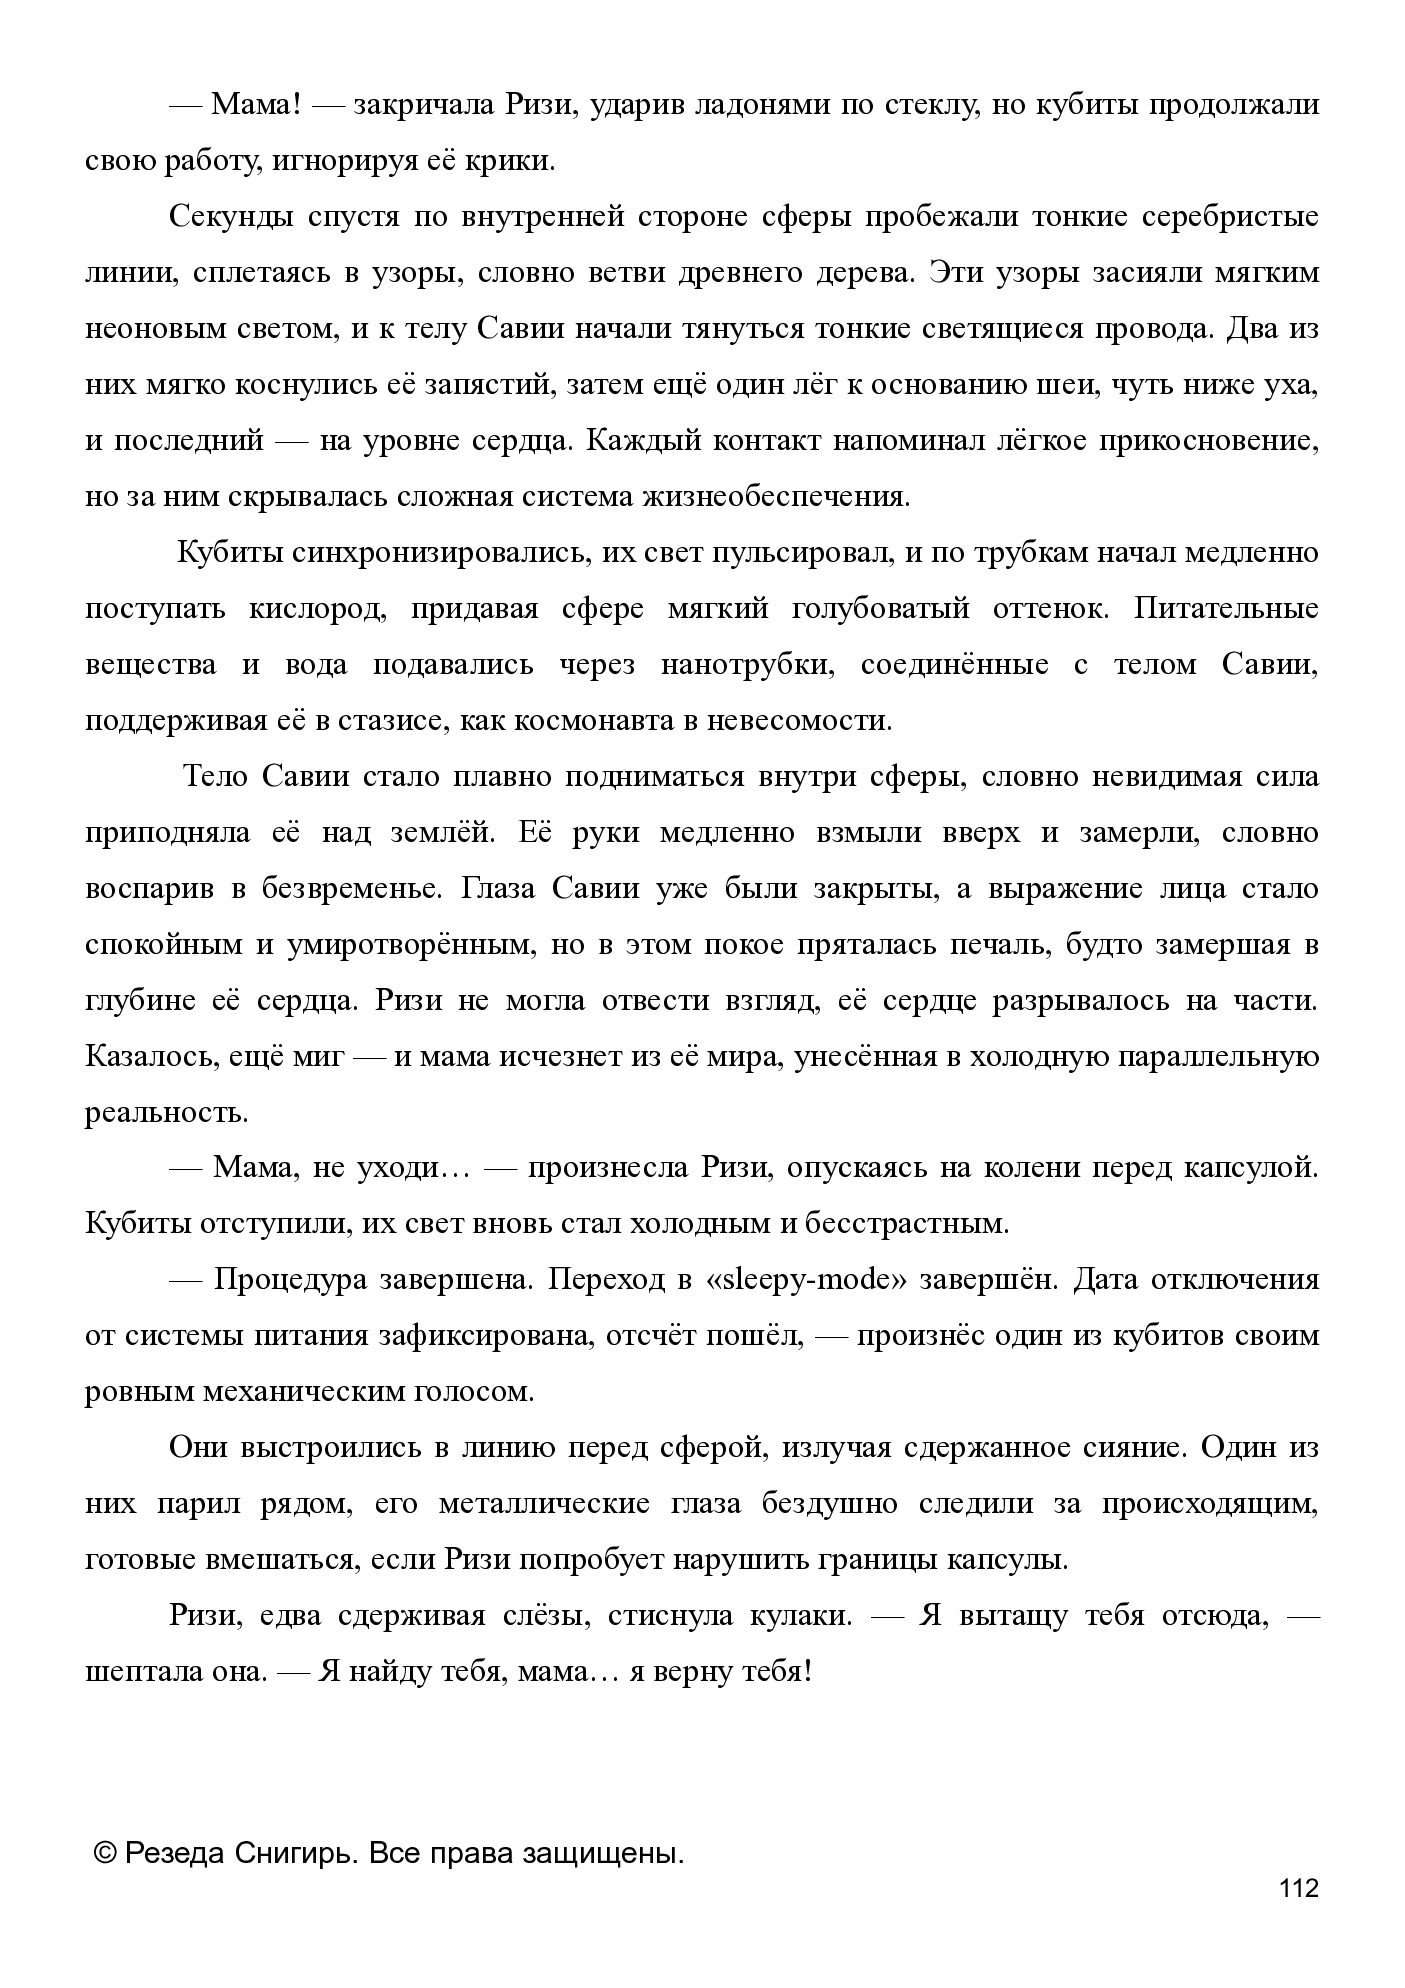 — Мама! — закричала Ризи, ударив ладонями по стеклу, но кубиты продолжали
свою работу, игнорируя её крики.
Секунды спустя по внутренней стороне сферы пробежали тонкие серебристые
линии, сплетаясь в узоры, словно ветви древнего дерева. Эти узоры засияли мягким
неоновым светом, и к телу Савии начали тянуться тонкие светящиеся провода. Два из
них мягко коснулись её запястий, затем ещё один лёг к основанию шеи, чуть ниже уха,
и последний — на уровне сердца. Каждый контакт напоминал лёгкое прикосновение,
но за ним скрывалась сложная система жизнеобеспечения.
Кубиты синхронизировались, их свет пульсировал, и по трубкам начал медленно
поступать кислород, придавая сфере мягкий голубоватый оттенок. Питательные
вещества и вода подавались через нанотрубки, соединённые с телом Савии,
поддерживая её в стазисе, как космонавта в невесомости.
Тело Савии стало плавно подниматься внутри сферы, словно невидимая сила
приподняла её над землёй. Её руки медленно взмыли вверх и замерли, словно
воспарив в безвременье. Глаза Савии уже были закрыты, а выражение лица стало
спокойным и умиротворённым, но в этом покое пряталась печаль, будто замершая в
глубине её сердца. Ризи не могла отвести взгляд, её сердце разрывалось на части.
Казалось, ещё миг — и мама исчезнет из её мира, унесённая в холодную параллельную
реальность.
— Мама, не уходи… — произнесла Ризи, опускаясь на колени перед капсулой.
Кубиты отступили, их свет вновь стал холодным и бесстрастным.
— Процедура завершена. Переход в «sleepy-mode» завершён. Дата отключения
от системы питания зафиксирована, отсчёт пошёл, — произнёс один из кубитов своим
ровным механическим голосом.
Они выстроились в линию перед сферой, излучая сдержанное сияние. Один из
них парил рядом, его металлические глаза бездушно следили за происходящим,
готовые вмешаться, если Ризи попробует нарушить границы капсулы.
Ризи, едва сдерживая слёзы, стиснула кулаки. — Я вытащу тебя отсюда, —
шептала она. — Я найду тебя, мама… я верну тебя!
© Резеда Снигирь. Все права защищены.
112